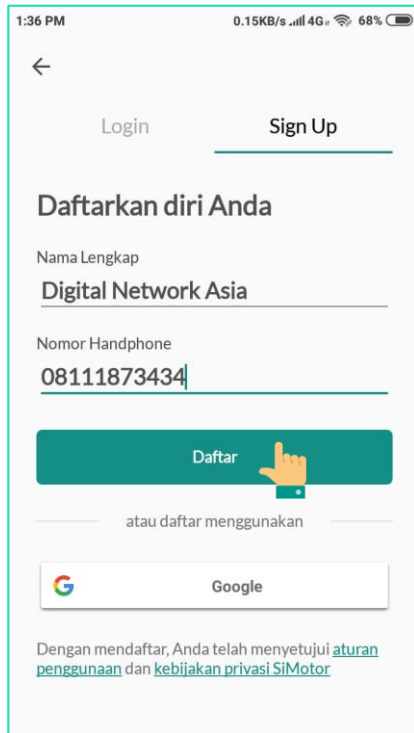 1:36 PM 0.15KB/s 4G 68%
Login Sign Up
Daftarkan diri Anda
Nama Lengkap
Digital Network Asia
Nomor Handphone
08111873434
Daftar
atau daftar menggunakan
G Google
Dengan mendaftar, Anda telah menyetujui aturan
penggunaan dan kebijakan privasi SiMotor